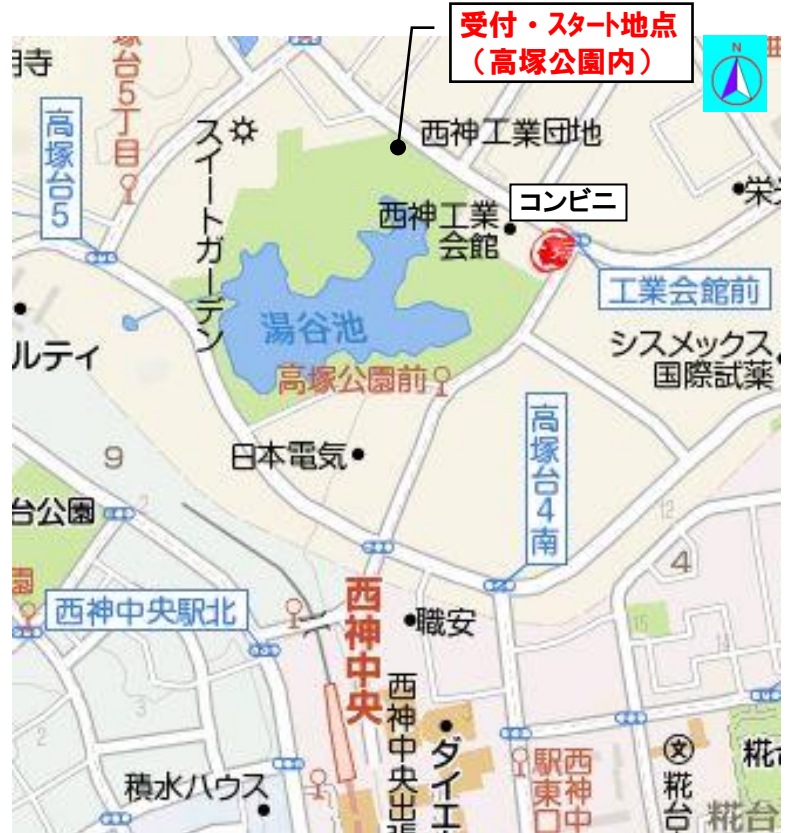 受付・スタート地点
（高塚公園内）
N
高塚台5丁目
高塚台5
スイートガーデン
西神工業団地
西神工業
会館
コンビニ
工業会館前
湯谷池
高塚公園前
シスメックス
国際試薬
ルティ
9
日本電気
高塚台4南
台公園
2
12
4
園
西神中央駅北
西神中央
職安
15
3
2
西神中央出張
ダイエ
西神中
駅東口
文
糀台
糀台
積水ハウス